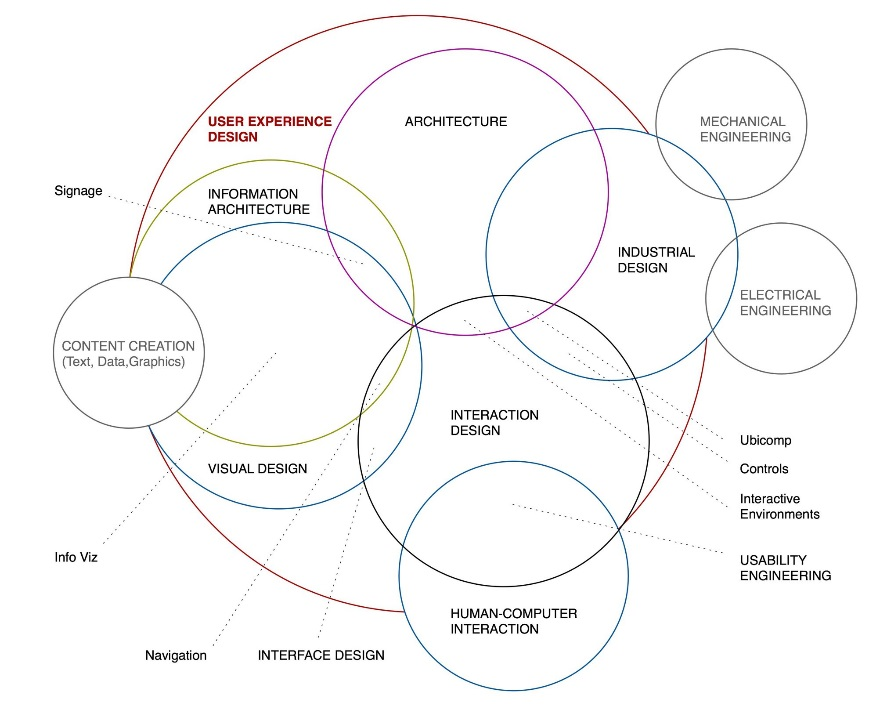 USER EXPERIENCE
DESIGN
ARCHITECTURE
MECHANICAL
ENGINEERING
Signage
INFORMATION
ARCHITECTURE
INDUSTRIAL
DESIGN
ELECTRICAL
ENGINEERING
CONTENT CREATION
(Text, Data,Graphics)
INTERACTION
DESIGN
VISUAL DESIGN
Ubicomp
Controls
Interactive
Environments
Info Viz
USABILITY
ENGINEERING
HUMAN-COMPUTER
INTERACTION
Navigation
INTERFACE DESIGN